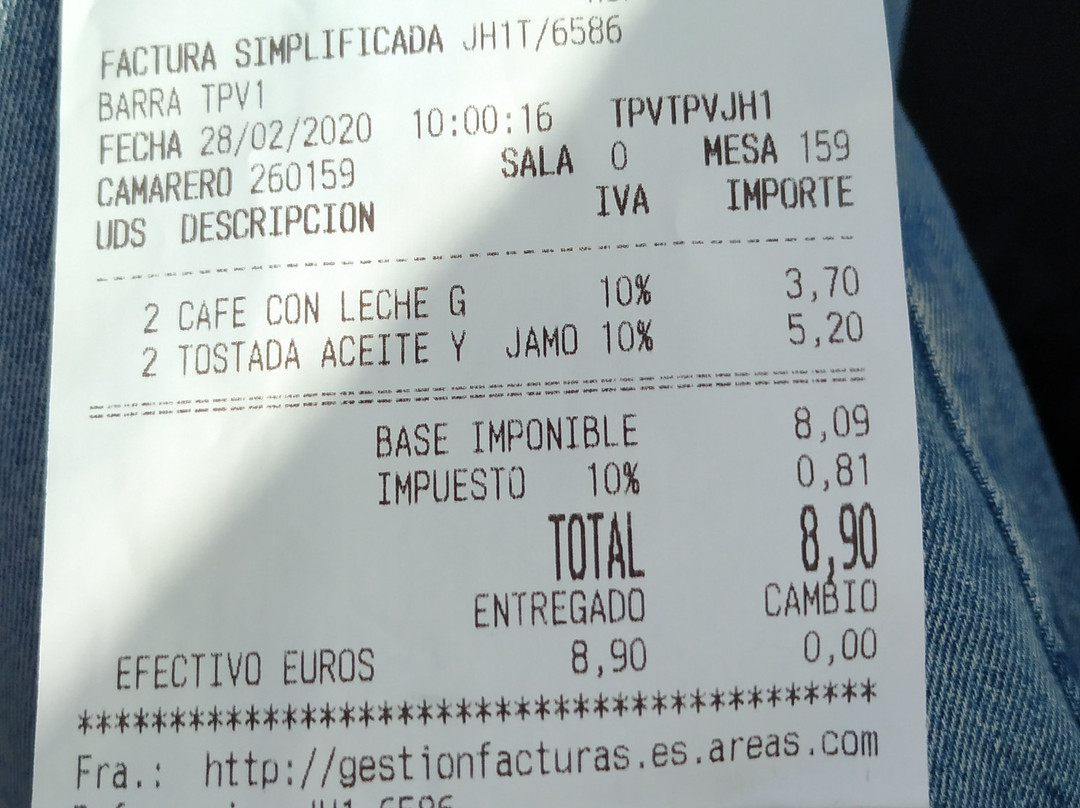 FACTURA SIMPLIFICADA JH1T/6586
BARRA TPV1
FECHA 28/02/2020 10:00:16 TPVTPVJH1
CAMARERO 260159 SALA 0 MESA 159
UDS DESCRIPCION IVA IMPORTE
2 CAFE CON LECHE G 10% 3,70
2 TOSTADA ACEITE Y JAMO 10% 5,20
BASE IMPONIBLE 8,09
IMPUESTO 10% 0,81
TOTAL 8,90
ENTREGADO CAMBIO
EFECTIVO EUROS 8,90 0,00
****************************************
Fra.: http://gestionfacturas.es.areas.com